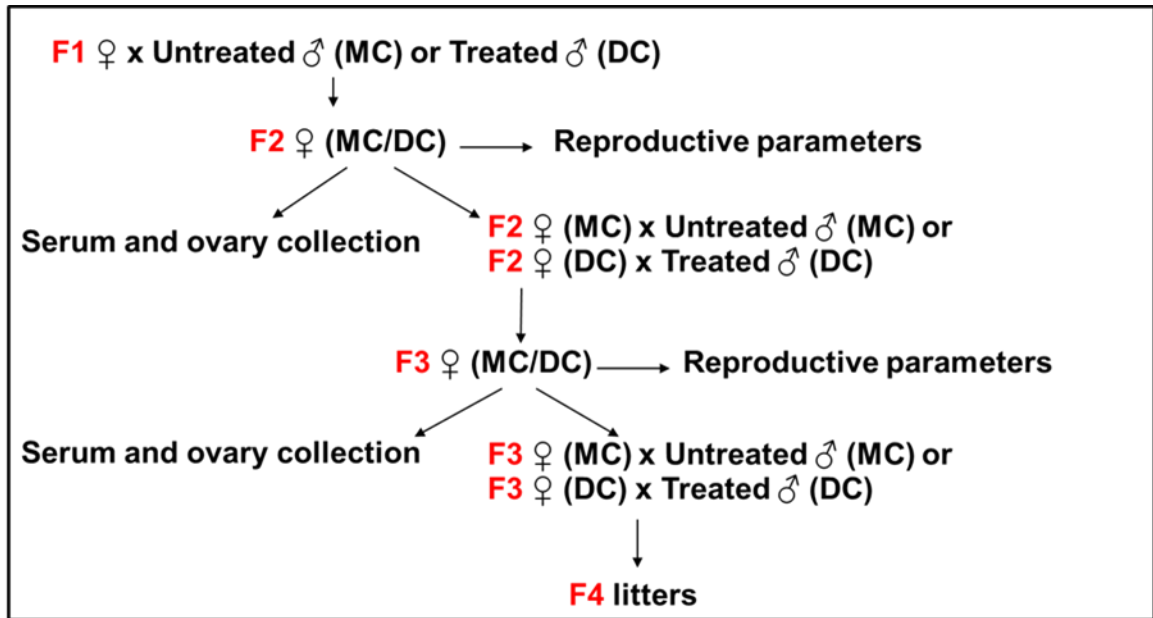 F1 ♀ x Untreated ♂ (MC) or Treated ♂ (DC)
F2 ♀ (MC/DC)
Reproductive parameters
Serum and ovary collection
F2 ♀ (MC) x Untreated ♂ (MC) or
F2 ♀ (DC) x Treated ♂ (DC)
F3 ♀ (MC/DC)
Reproductive parameters
Serum and ovary collection
F3 ♀ (MC) x Untreated ♂ (MC) or
F3 ♀ (DC) x Treated ♂ (DC)
F4 litters